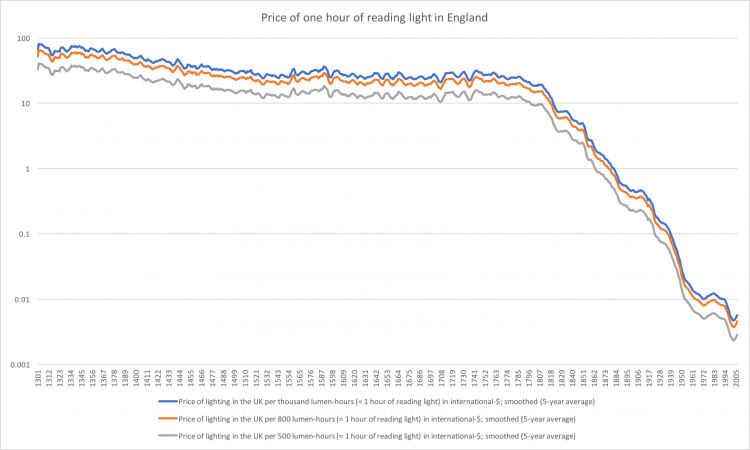 Price of one hour of reading light in England
100
10
1
0.1
0.01
0.001
1301 1312 1323 1334 1345 1356 1367 1378 1389 1400 1411 1422 1433 1444 1455 1466 1477 1488 1499 1510 1521 1532 1543 1554 1565 1576 1587 1598 1609 1620 1631 1642 1653 1664 1675 1686 1697 1708 1719 1730 1741 1752 1763 1774 1785 1796 1807 1818 1829 1840 1851 1862 1873 1884 1895 1906 1917 1928 1939 1950 1961 1972 1983 1994 2005
Price of lighting in the UK per thousand lumen-hours (= 1 hour of reading light) in international-$; smoothed (5-year average)
Price of lighting in the UK per 800 lumen-hours (= 1 hour of reading light) in international-$; smoothed (5-year average)
Price of lighting in the UK per 500 lumen-hours (= 1 hour of reading light) in international-$; smoothed (5-year average)